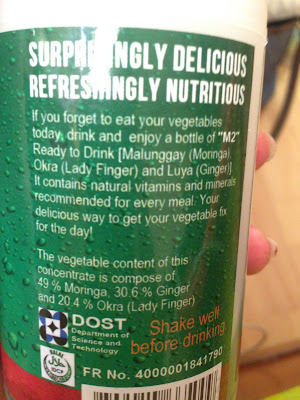 SURPRISINGLY DELICIOUS
REFRESHINGLY NUTRITIOUS
If you forget to eat your vegetables
today, drink and enjoy a bottle of "M2"
Ready to Drink [Malunggay (Moringa),
Okra (Lady Finger) and Luya (Ginger)]
It contains natural vitamins and minerals
recommended for every meal. Your
delicious way to get your vegetable fix
for the day!
The vegetable content of this
concentrate is compose of
49 % Moringa, 30.6 % Ginger
and 20.4 % Okra (Lady Finger)
DOST
Department of
Science and
Technology
Shake well
before drinking.
HALAL
IDCP
FR No. 4000001841790